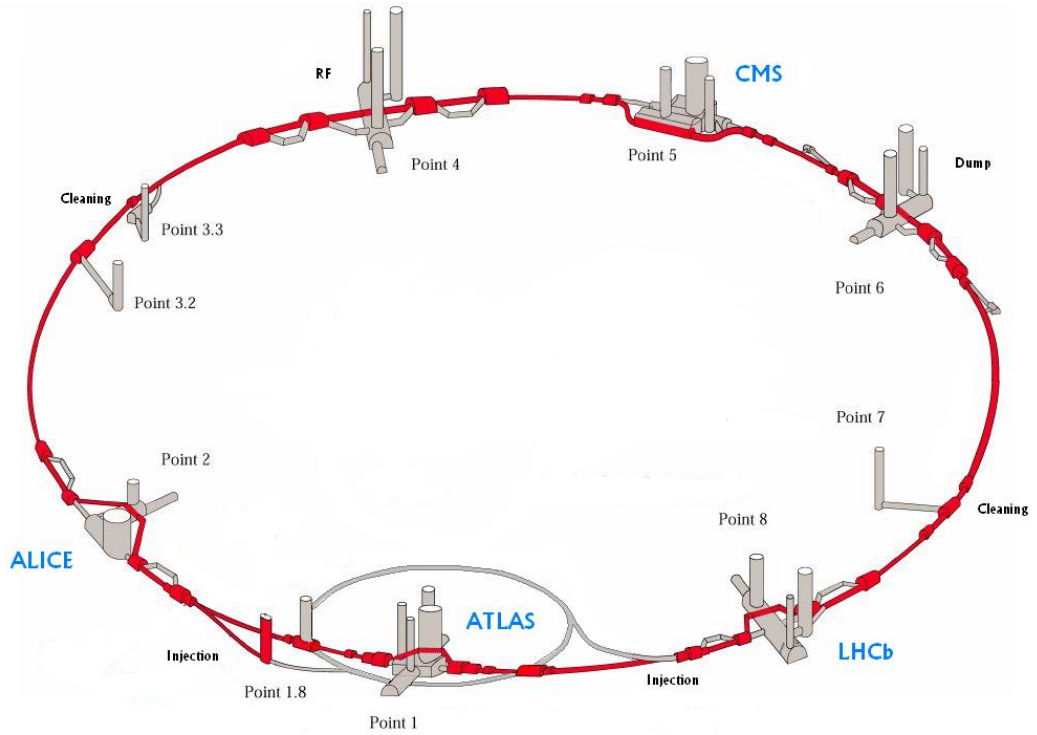 RF
CMS
Point 4
Point 5
Dump
Cleaning
Point 3.3
Point 3.2
Point 6
Point 7
Point 2
Cleaning
Point 8
ALICE
ATLAS
Injection
LHCb
Injection
Point 1.8
Point 1